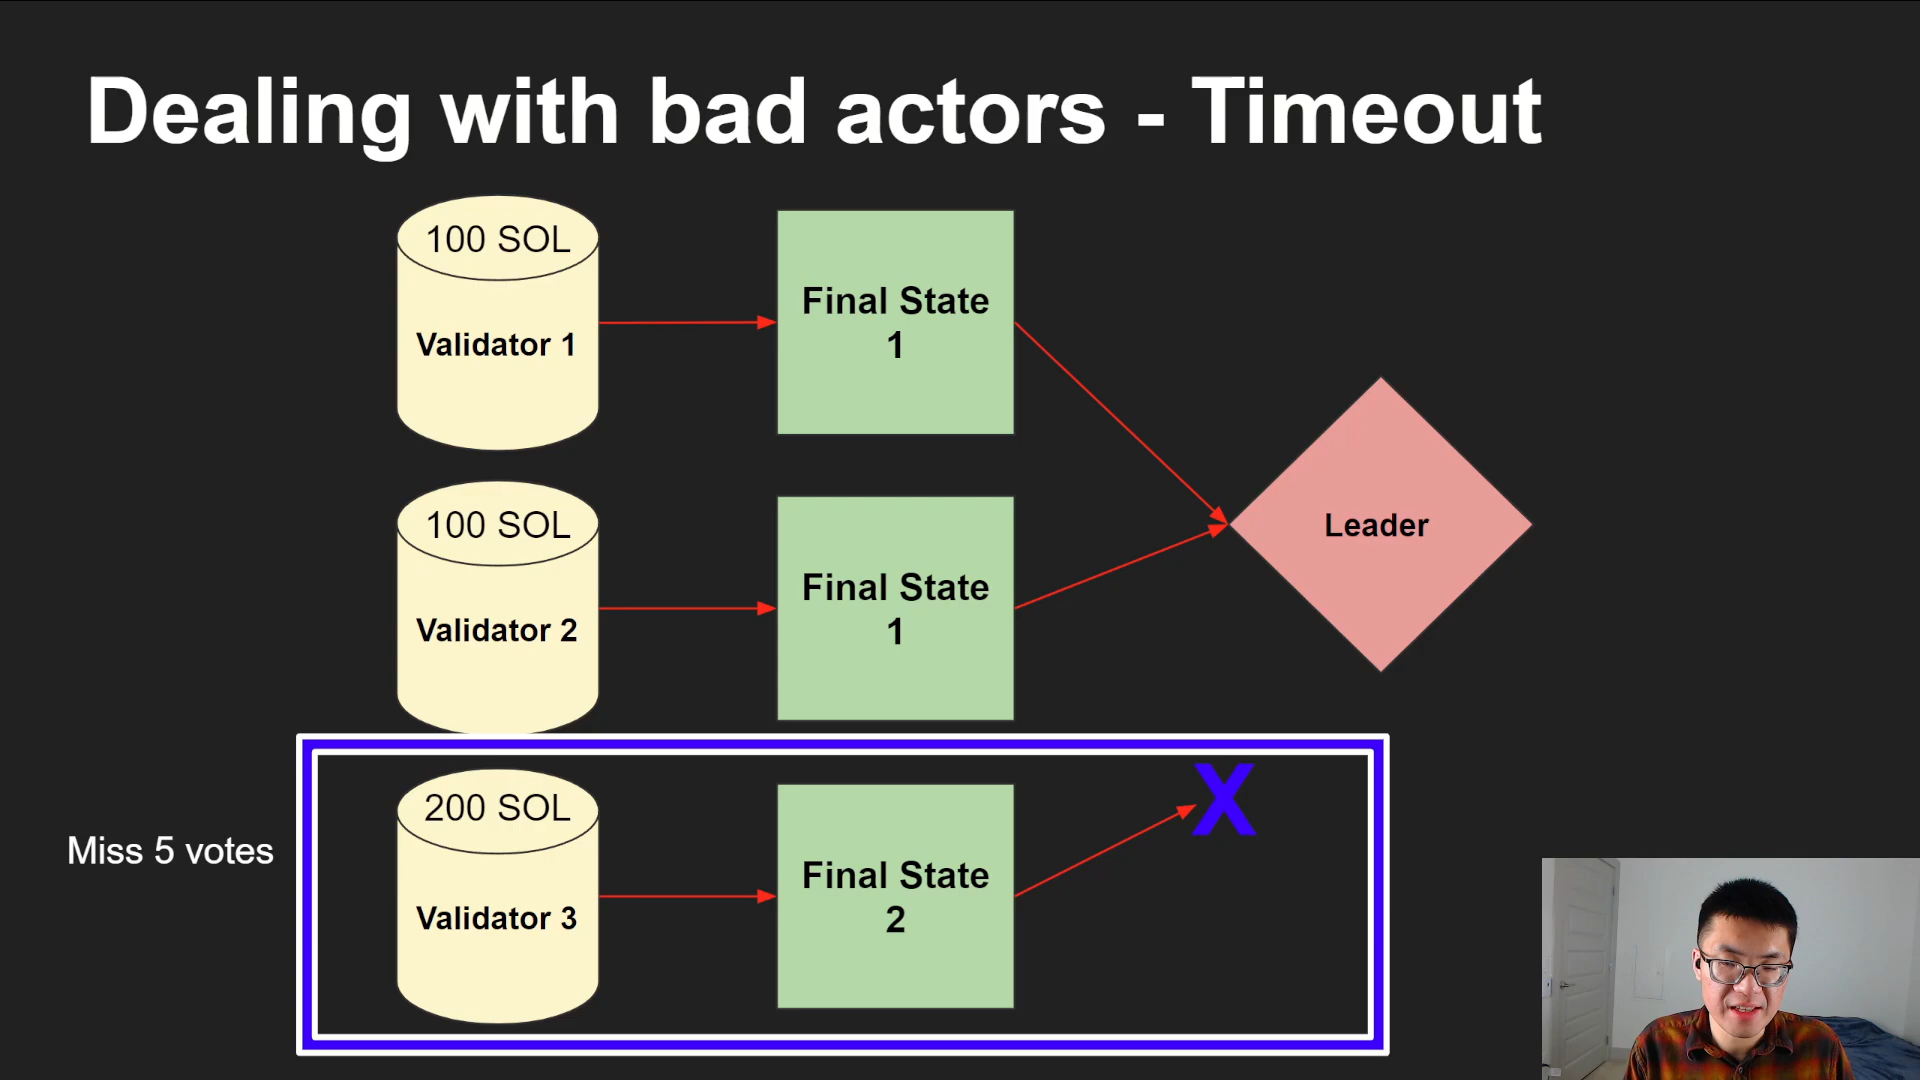 Dealing with bad actors - Timeout
100 SOL
Validator 1
Final State
1
100 SOL
Validator 2
Final State
1
Leader
Miss 5 votes
200 SOL
Validator 3
Final State
2
X